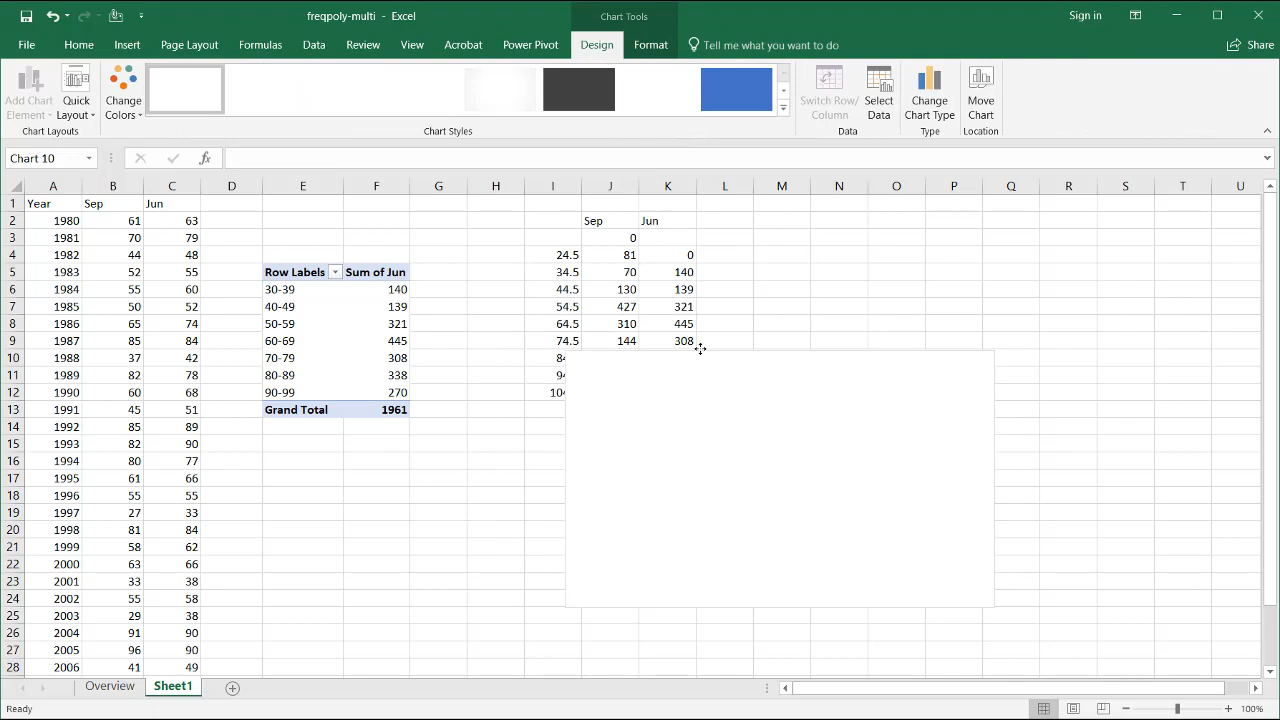 freqpoly-multi - Excel
Chart Tools
Sign in
File Home Insert Page Layout Formulas Data Review View Acrobat Power Pivot Design Format Tell me what you want to do Share
Add Chart Element
Quick Layout
Change Colors
Switch Row/ Column
Select Data
Change Chart Type
Move Chart
Chart Layouts
Chart Styles
Data
Type
Location
Chart 10 fx
A B C D E F G H I J K L M N O P Q R S T U
1 Year Sep Jun
2 1980 61 63 Sep Jun
3 1981 70 79 0
4 1982 44 48 24.5 81 0
5 1983 52 55 Row Labels Sum of Jun 34.5 70 140
6 1984 55 60 30-39 140 44.5 130 139
7 1985 50 52 40-49 139 54.5 427 321
8 1986 65 74 50-59 321 64.5 310 445
9 1987 85 84 60-69 445 74.5 144 308
10 1988 37 42 70-79 308
11 1989 82 78 80-89 338
12 1990 60 68 90-99 270
13 1991 45 51 Grand Total 1961
14 1992 85 89
15 1993 82 90
16 1994 80 77
17 1995 61 66
18 1996 55 55
19 1997 27 33
20 1998 81 84
21 1999 58 62
22 2000 63 66
23 2001 33 38
24 2002 55 58
25 2003 29 38
26 2004 91 90
27 2005 96 90
28 2006 41 49
Overview Sheet1
Ready
100%